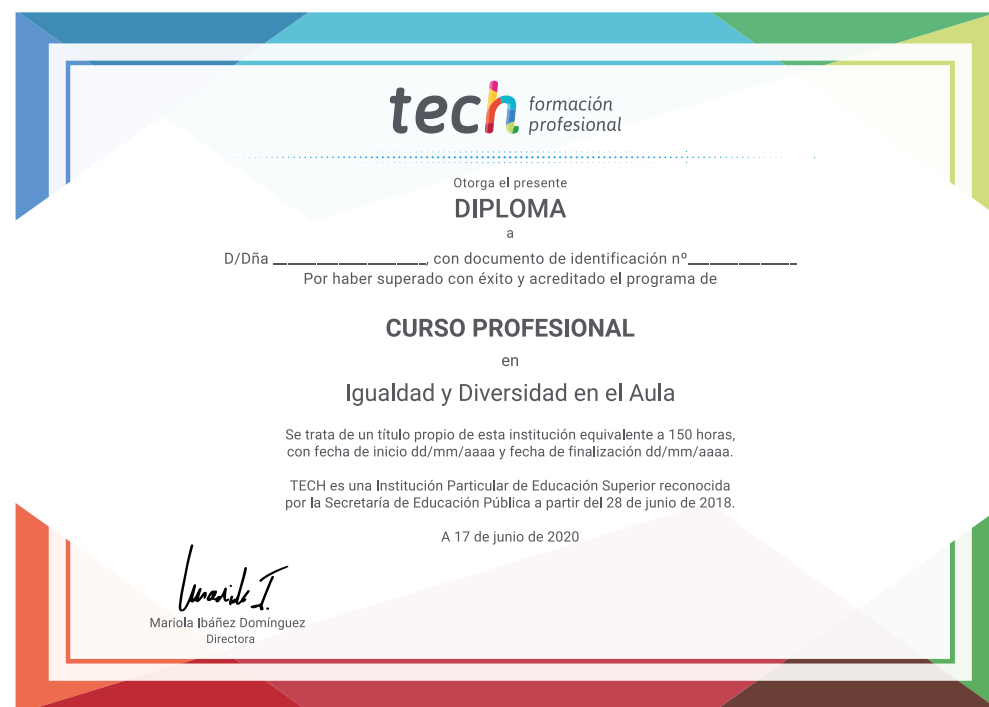 tech formación
profesional
Otorga el presente
DIPLOMA
a
D/Dña ____________________, con documento de identificación nº______________
Por haber superado con éxito y acreditado el programa de
CURSO PROFESIONAL
en
Igualdad y Diversidad en el Aula
Se trata de un título propio de esta institución equivalente a 150 horas,
con fecha de inicio dd/mm/aaaa y fecha de finalización dd/mm/aaaa.
TECH es una Institución Particular de Educación Superior reconocida
por la Secretaría de Educación Pública a partir del 28 de junio de 2018.
A 17 de junio de 2020
Mariola Ibáñez Domínguez
Directora